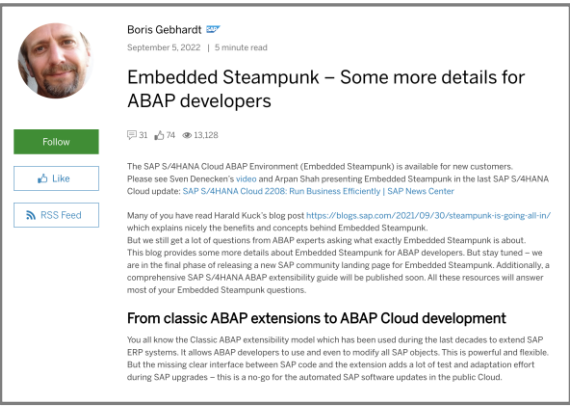 Boris Gebhardt SAP
September 5, 2022 | 5 minute read
Embedded Steampunk – Some more details for
ABAP developers
31 74 13,128
Follow
Like
RSS Feed
The SAP S/4HANA Cloud ABAP Environment (Embedded Steampunk) is available for new customers.
Please see Sven Denecken's video and Arpan Shah presenting Embedded Steampunk in the last SAP S/4HANA
Cloud update: SAP S/4HANA Cloud 2208: Run Business Efficiently | SAP News Center
Many of you have read Harald Kuck's blog post https://blogs.sap.com/2021/09/30/steampunk-is-going-all-in/
which explains nicely the benefits and concepts behind Embedded Steampunk.
But we still get a lot of questions from ABAP experts asking what exactly Embedded Steampunk is about.
This blog provides some more details about Embedded Steampunk for ABAP developers. But stay tuned – we
are in the final phase of releasing a new SAP community landing page for Embedded Steampunk. Additionally, a
comprehensive SAP S/4HANA ABAP extensibility guide will be published soon. All these resources will answer
most of your Embedded Steampunk questions.
From classic ABAP extensions to ABAP Cloud development
You all know the Classic ABAP extensibility model which has been used during the last decades to extend SAP
ERP systems. It allows ABAP developers to use and even to modify all SAP objects. This is powerful and flexible.
But the missing clear interface between SAP code and the extension adds a lot of test and adaptation effort
during SAP upgrades – this is a no-go for the automated SAP software updates in the public Cloud.